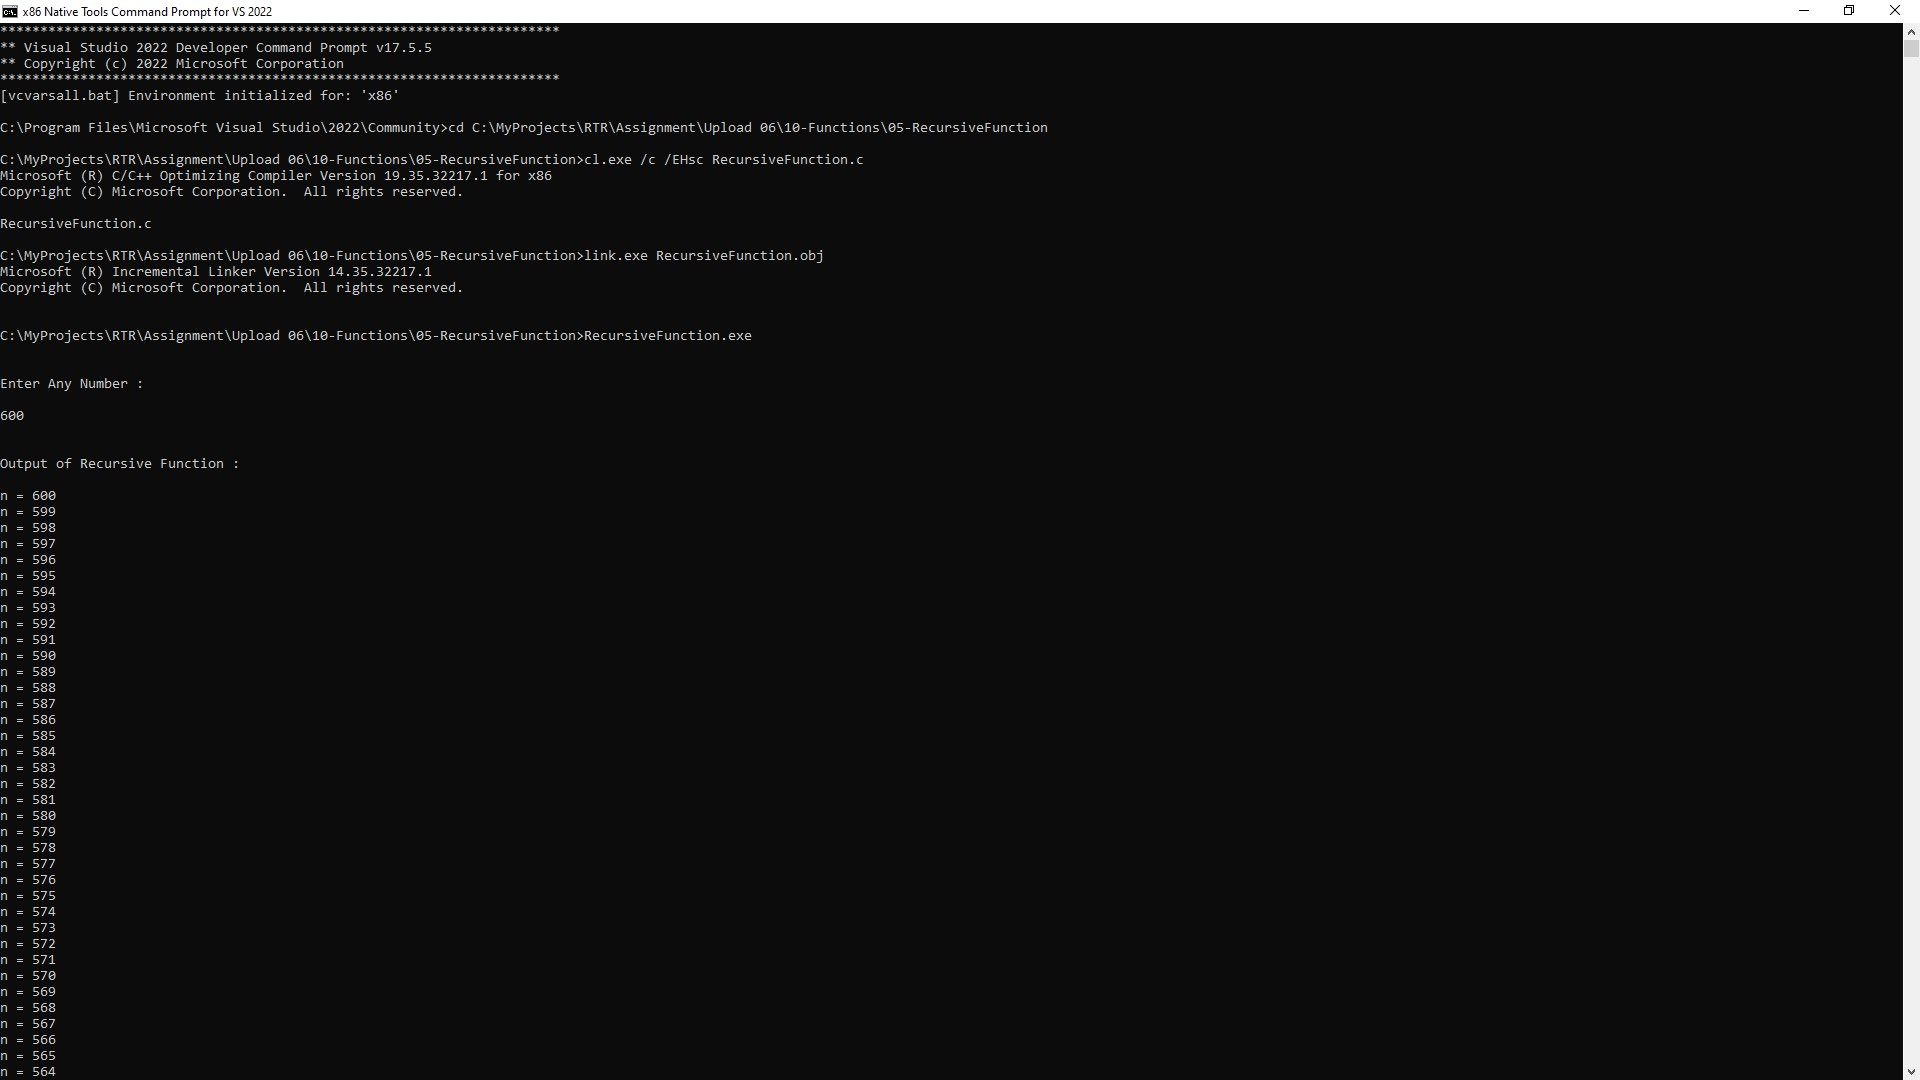 x86 Native Tools Command Prompt for VS 2022
**********************************************************************
** Visual Studio 2022 Developer Command Prompt v17.5.5
** Copyright (c) 2022 Microsoft Corporation
**********************************************************************
[vcvarsall.bat] Environment initialized for: 'x86'
C:\Program Files\Microsoft Visual Studio\2022\Community>cd C:\MyProjects\RTR\Assignment\Upload 06\10-Functions\05-RecursiveFunction
C:\MyProjects\RTR\Assignment\Upload 06\10-Functions\05-RecursiveFunction>cl.exe /c /EHsc RecursiveFunction.c
Microsoft (R) C/C++ Optimizing Compiler Version 19.35.32217.1 for x86
Copyright (C) Microsoft Corporation.  All rights reserved.
RecursiveFunction.c
C:\MyProjects\RTR\Assignment\Upload 06\10-Functions\05-RecursiveFunction>link.exe RecursiveFunction.obj
Microsoft (R) Incremental Linker Version 14.35.32217.1
Copyright (C) Microsoft Corporation.  All rights reserved.
C:\MyProjects\RTR\Assignment\Upload 06\10-Functions\05-RecursiveFunction>RecursiveFunction.exe
Enter Any Number :
600
Output of Recursive Function :
n = 600
n = 599
n = 598
n = 597
n = 596
n = 595
n = 594
n = 593
n = 592
n = 591
n = 590
n = 589
n = 588
n = 587
n = 586
n = 585
n = 584
n = 583
n = 582
n = 581
n = 580
n = 579
n = 578
n = 577
n = 576
n = 575
n = 574
n = 573
n = 572
n = 571
n = 570
n = 569
n = 568
n = 567
n = 566
n = 565
n = 564